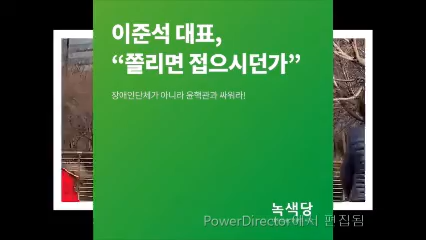 이준석 대표,
“쫄리면 접으시던가”
장애인단체가 아니라 윤핵관과 싸워라!
녹색당
PowerDirector에서 편집됨